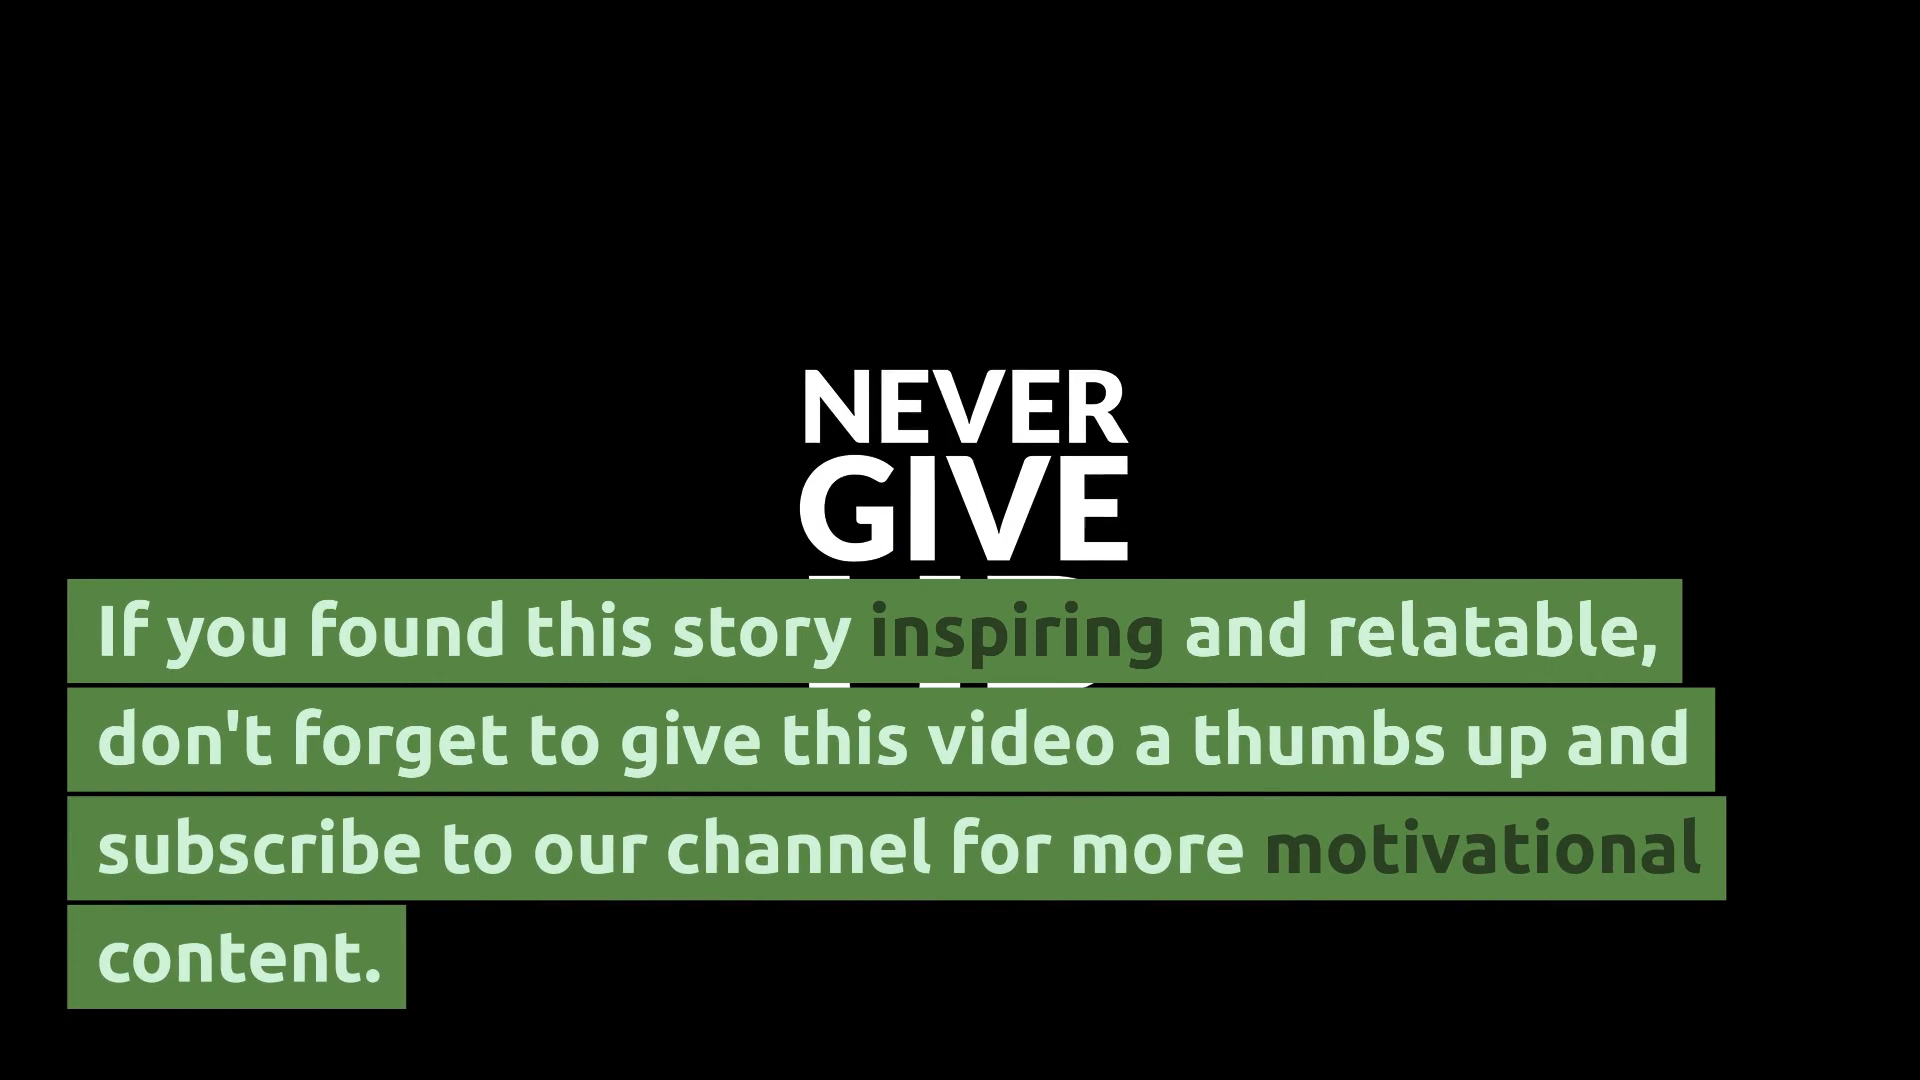 NEVER
GIVE
If you found this story inspiring and relatable,
don't forget to give this video a thumbs up and
subscribe to our channel for more motivational
content.